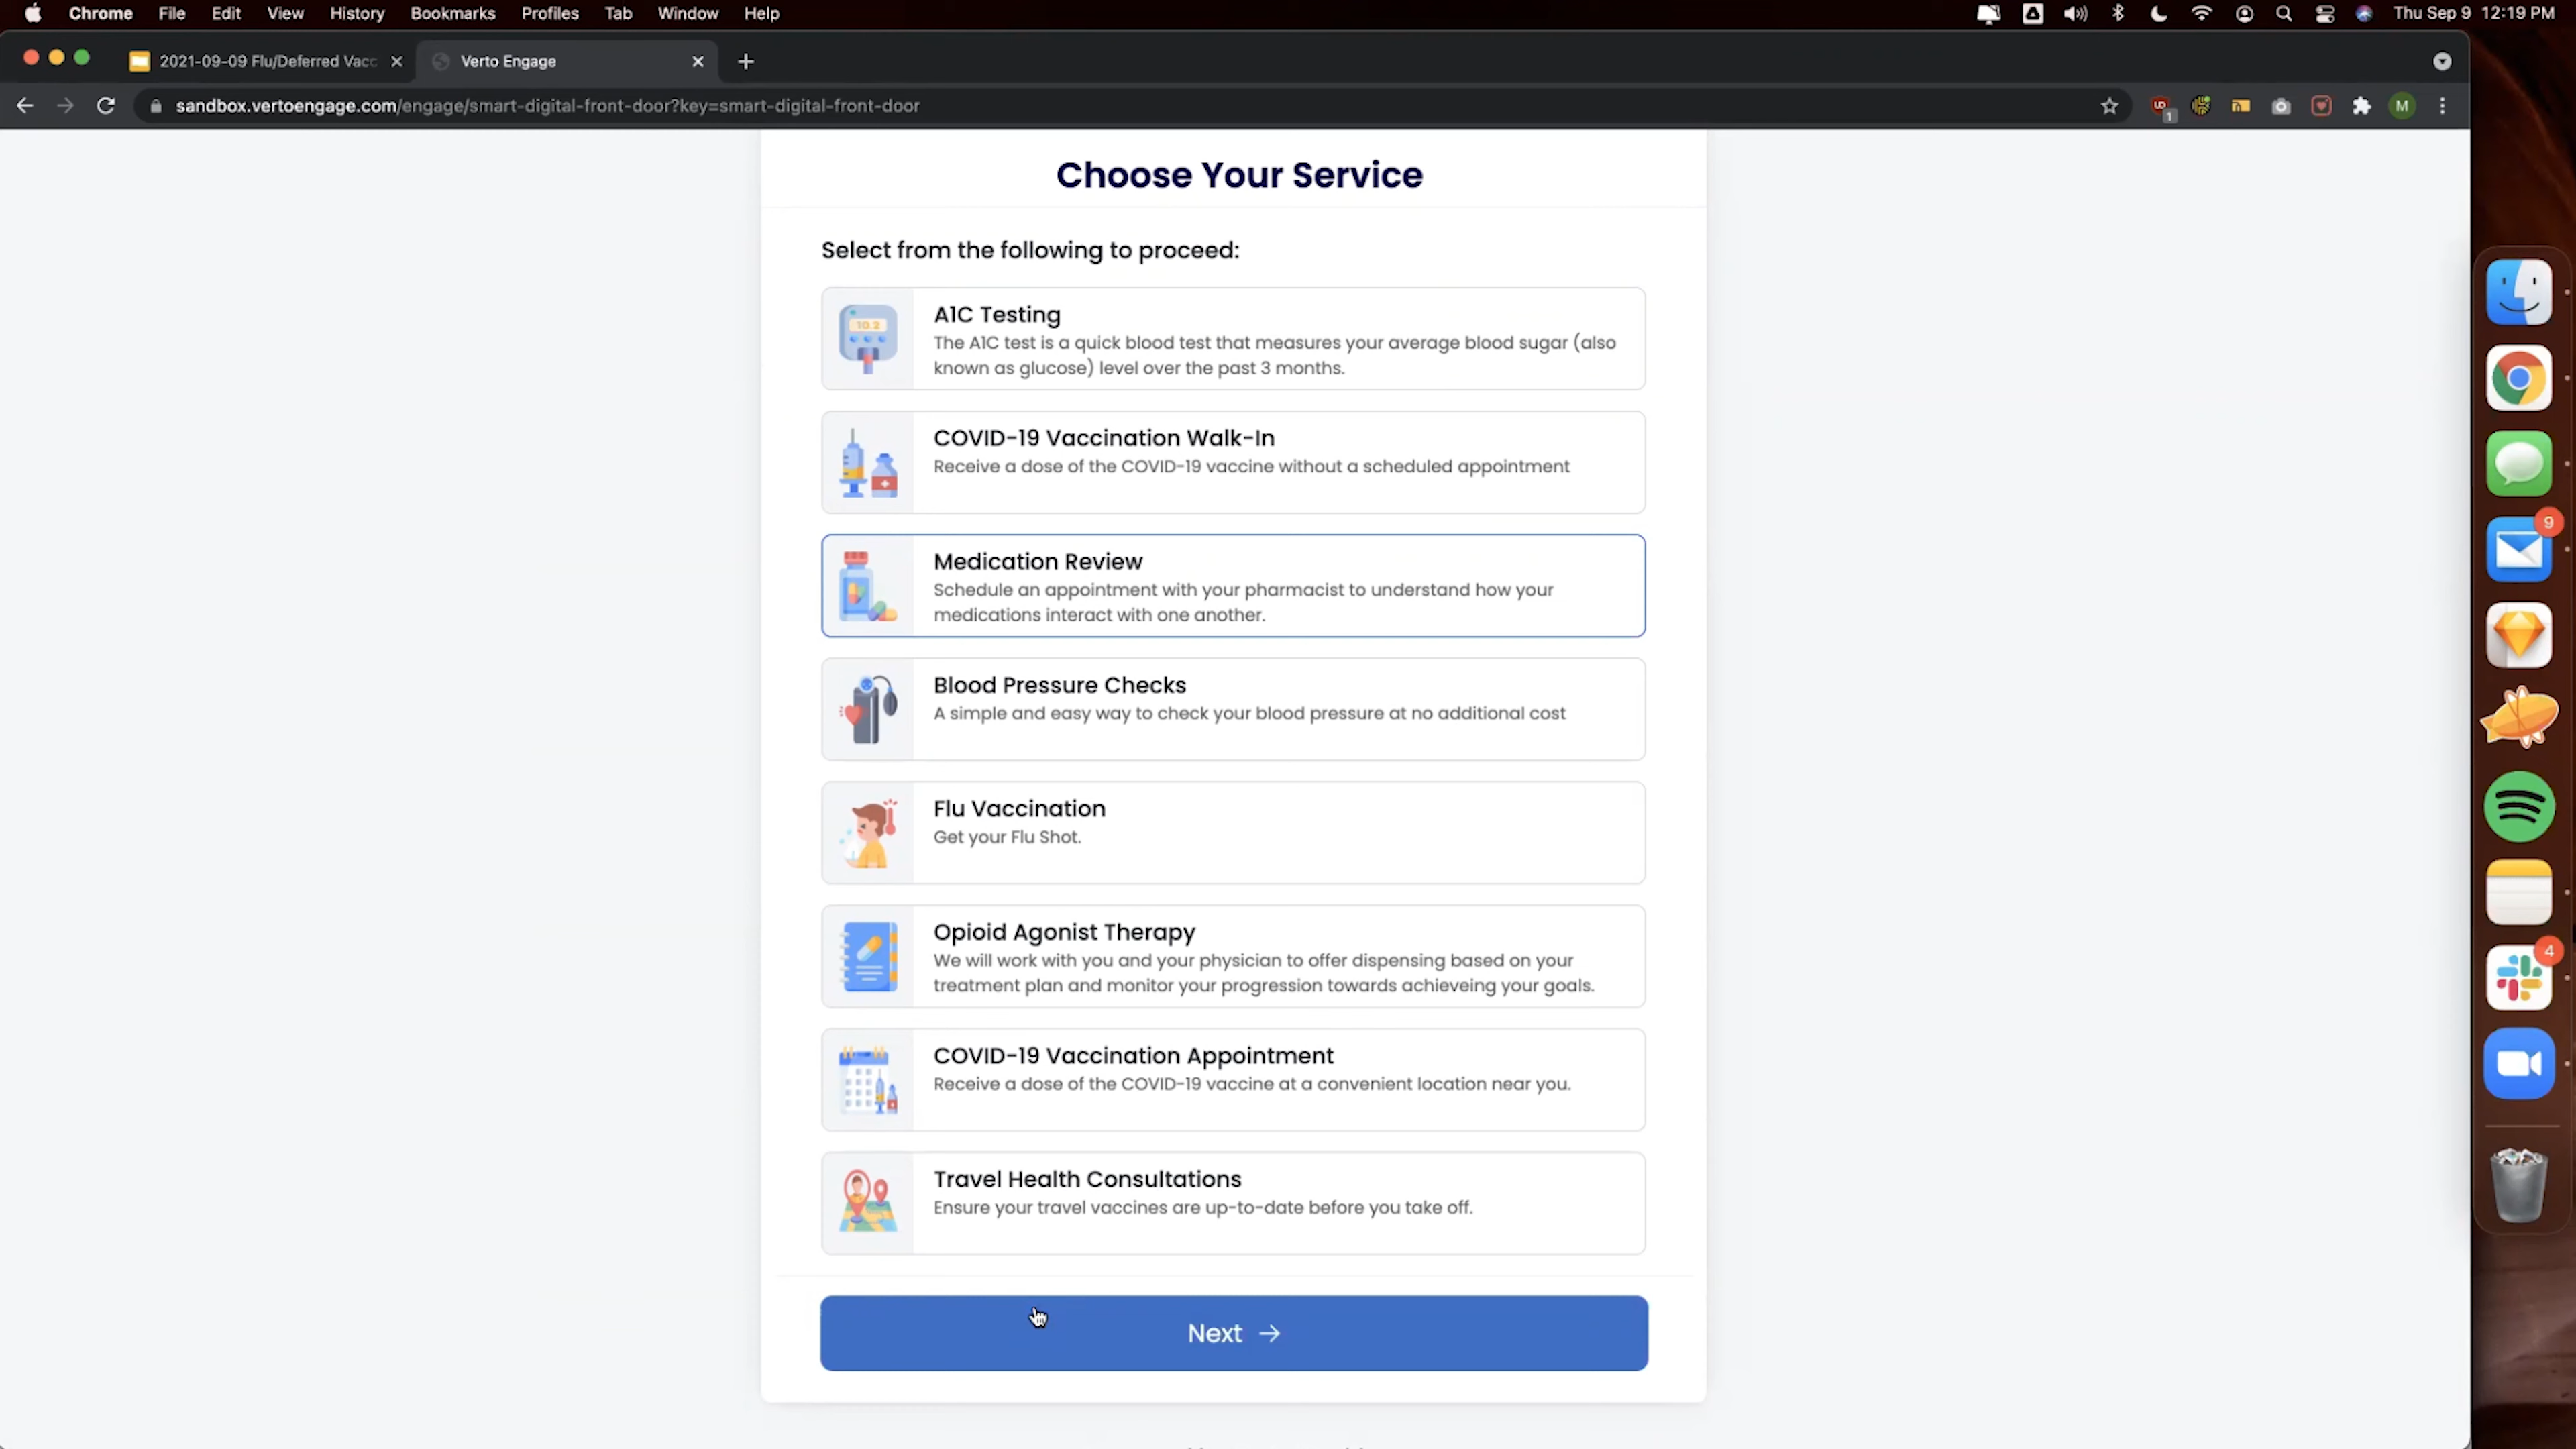 Chrome File Edit View History Bookmarks Profiles Tab Window Help Thu Sep 9 12:19 PM
2021-09-09 Flu/Deferred Vacc Verto Engage
sandbox.vertoengage.com/engage/smart-digital-front-door?key=smart-digital-front-door UD 1 M
Choose Your Service
Select from the following to proceed:
10.2
A1C Testing
The A1C test is a quick blood test that measures your average blood sugar (also
known as glucose) level over the past 3 months.
COVID-19 Vaccination Walk-In
Receive a dose of the COVID-19 vaccine without a scheduled appointment
Medication Review
Schedule an appointment with your pharmacist to understand how your
medications interact with one another.
Blood Pressure Checks
A simple and easy way to check your blood pressure at no additional cost
Flu Vaccination
Get your Flu Shot.
Opioid Agonist Therapy
We will work with you and your physician to offer dispensing based on your
treatment plan and monitor your progression towards achieveing your goals.
COVID-19 Vaccination Appointment
Receive a dose of the COVID-19 vaccine at a convenient location near you.
Travel Health Consultations
Ensure your travel vaccines are up-to-date before you take off.
Next →
9
4